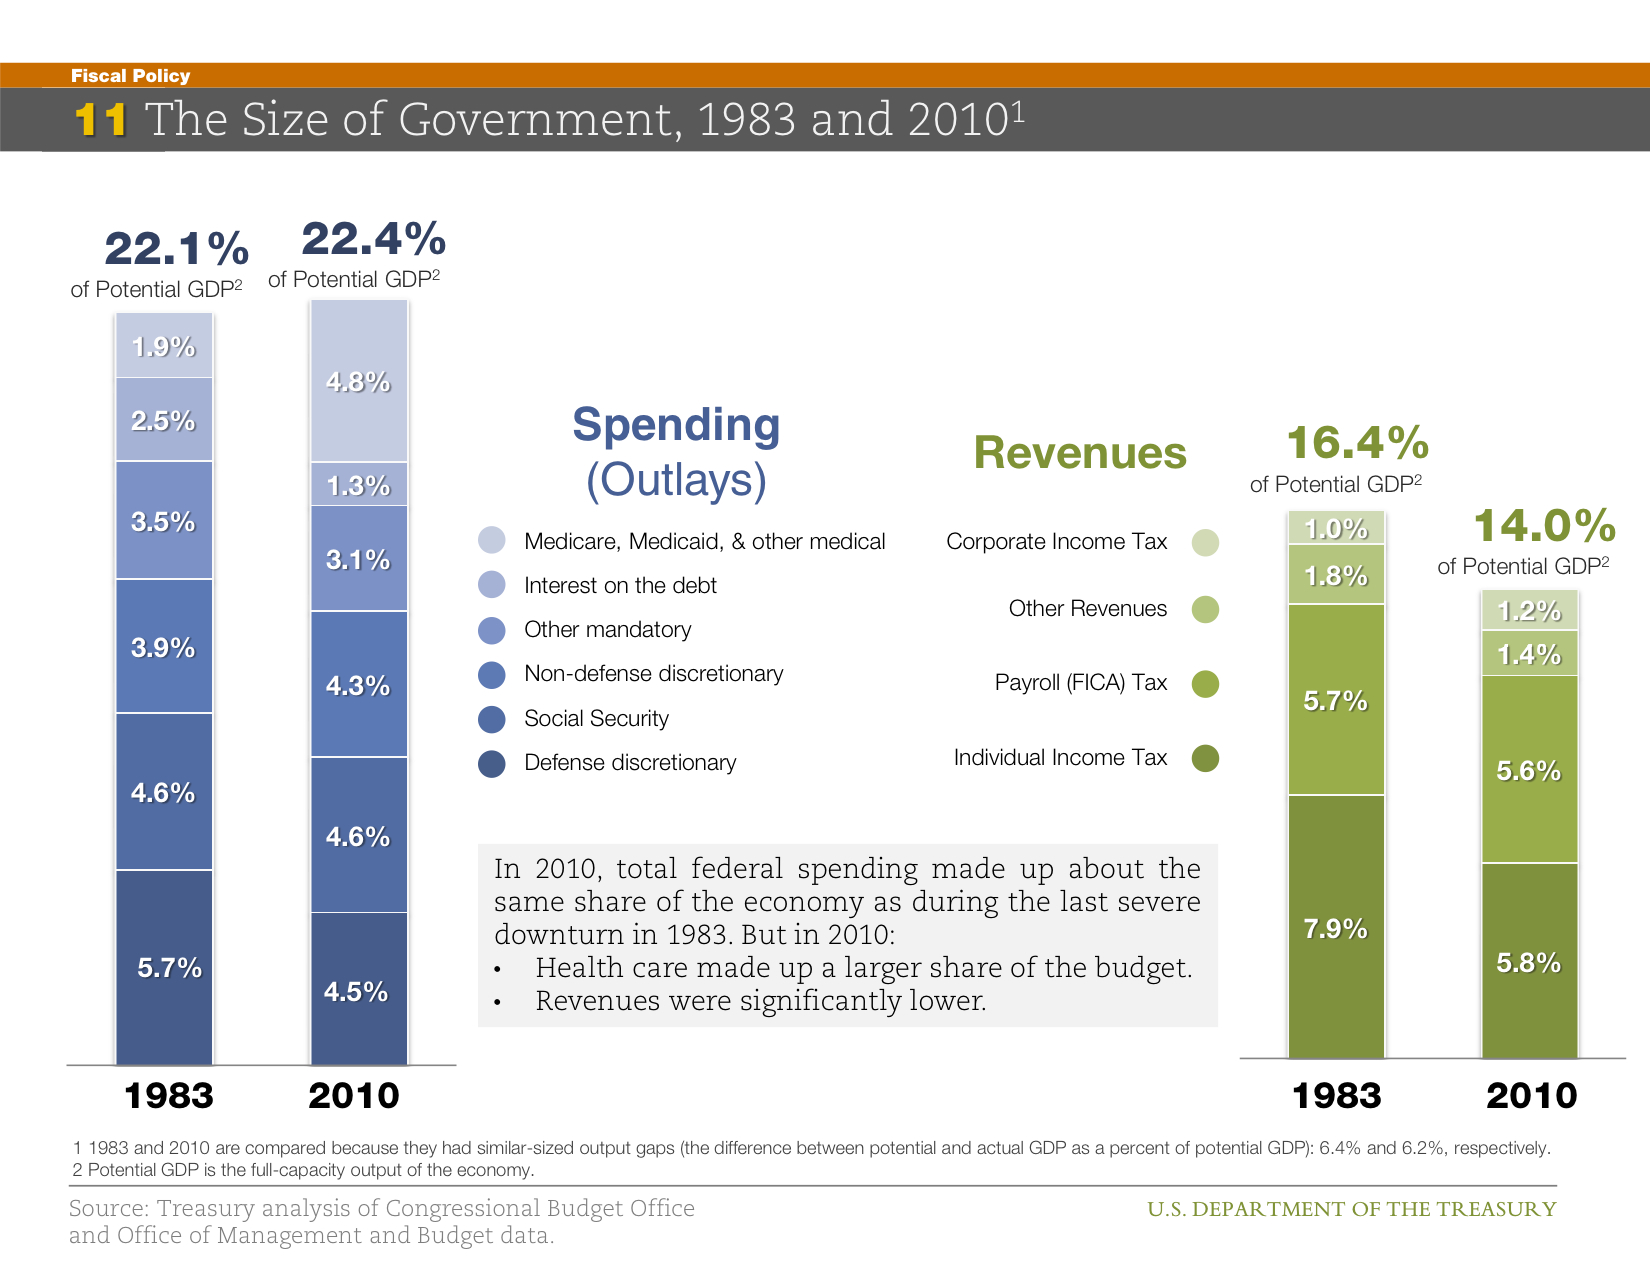 Fiscal Policy
11 The Size of Government, 1983 and 2010¹
22.1%
of Potential GDP²
1.9%
2.5%
3.5%
3.9%
4.6%
5.7%
1983
22.4%
of Potential GDP²
4.8%
1.3%
3.1%
4.3%
4.6%
4.5%
2010
Spending
(Outlays)
Medicare, Medicaid, & other medical
Interest on the debt
Other mandatory
Non-defense discretionary
Social Security
Defense discretionary
Revenues
Corporate Income Tax
Other Revenues
Payroll (FICA) Tax
Individual Income Tax
In 2010, total federal spending made up about the
same share of the economy as during the last severe
downturn in 1983. But in 2010:
• Health care made up a larger share of the budget.
• Revenues were significantly lower.
16.4%
of Potential GDP²
1.0%
1.8%
5.7%
7.9%
1983
14.0%
of Potential GDP²
1.2%
1.4%
5.6%
5.8%
2010
1 1983 and 2010 are compared because they had similar-sized output gaps (the difference between potential and actual GDP as a percent of potential GDP): 6.4% and 6.2%, respectively.
2 Potential GDP is the full-capacity output of the economy.
Source: Treasury analysis of Congressional Budget Office
and Office of Management and Budget data.
U.S. DEPARTMENT OF THE TREASURY